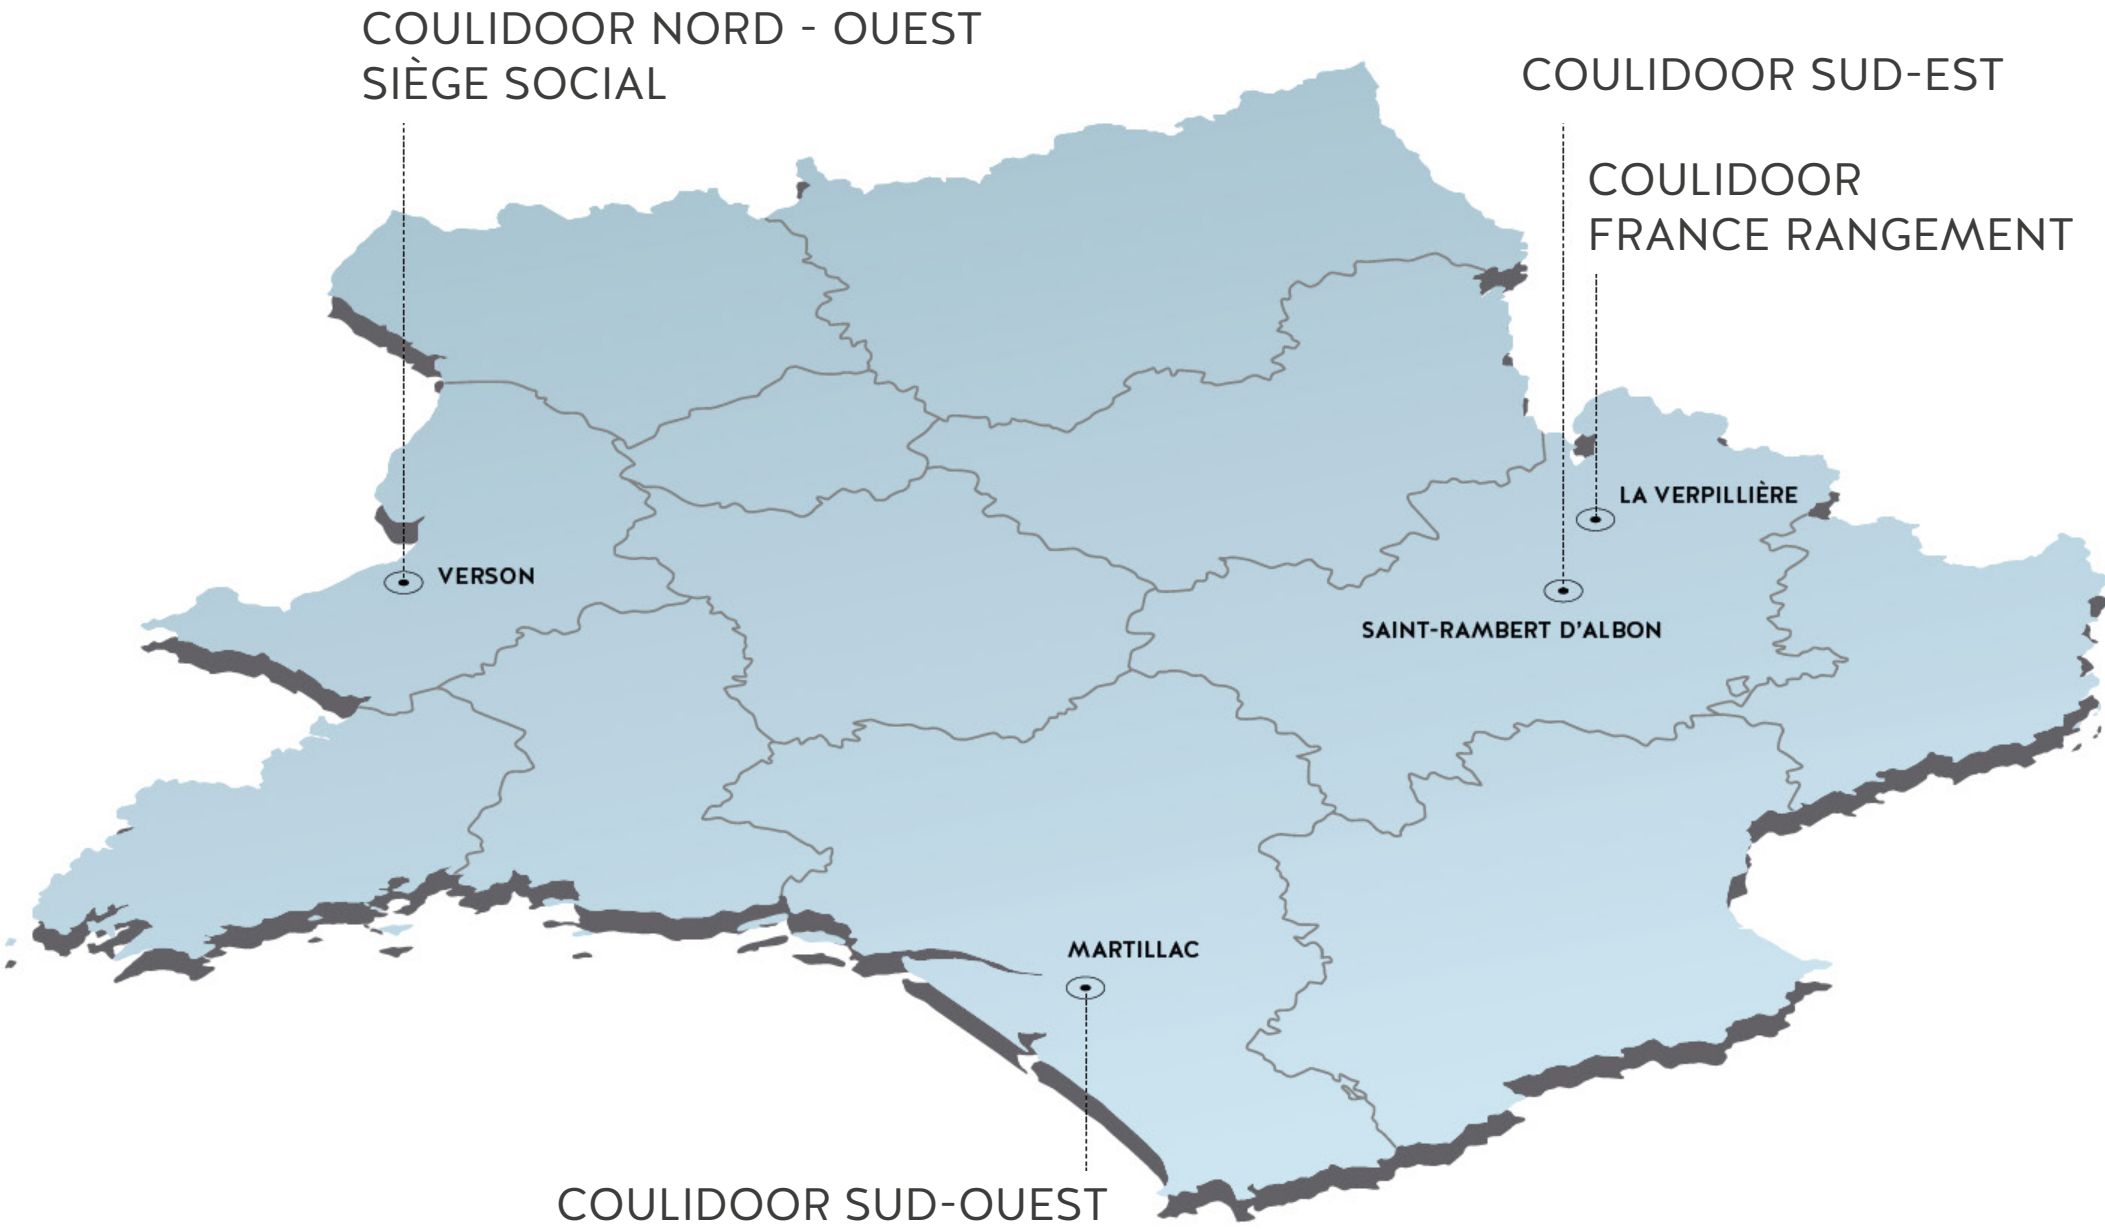 COULIDOOR NORD - OUEST
SIÈGE SOCIAL
COULIDOOR SUD-EST
COULIDOOR
FRANCE RANGEMENT
LA VERPILLIÈRE
VERSON
SAINT-RAMBERT D'ALBON
MARTILLAC
COULIDOOR SUD-OUEST